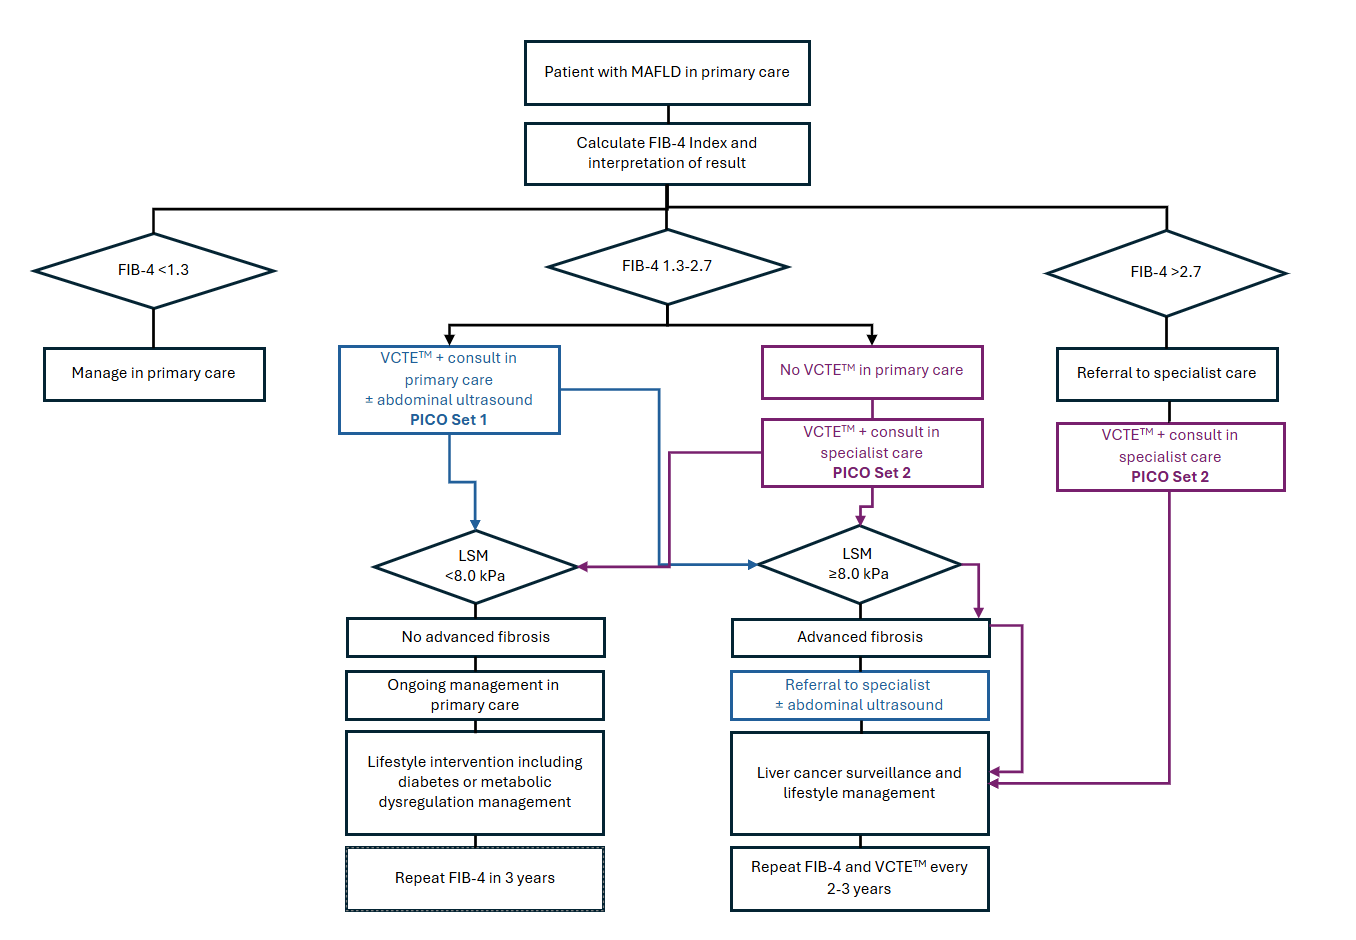 Patient with MAFLD in primary care
Calculate FIB-4 Index and
interpretation of result
FIB-4 <1.3
FIB-4 1.3-2.7
FIB-4 >2.7
Manage in primary care
VCTE™ + consult in
primary care
± abdominal ultrasound
PICO Set 1
No VCTE™ in primary care
VCTE™ + consult in
specialist care
PICO Set 2
Referral to specialist care
VCTE™ + consult in
specialist care
PICO Set 2
LSM
<8.0 kPa
LSM
≥8.0 kPa
No advanced fibrosis
Ongoing management in
primary care
Lifestyle intervention including
diabetes or metabolic
dysregulation management
Repeat FIB-4 in 3 years
Advanced fibrosis
Referral to specialist
± abdominal ultrasound
Liver cancer surveillance and
lifestyle management
Repeat FIB-4 and VCTE™ every
2-3 years